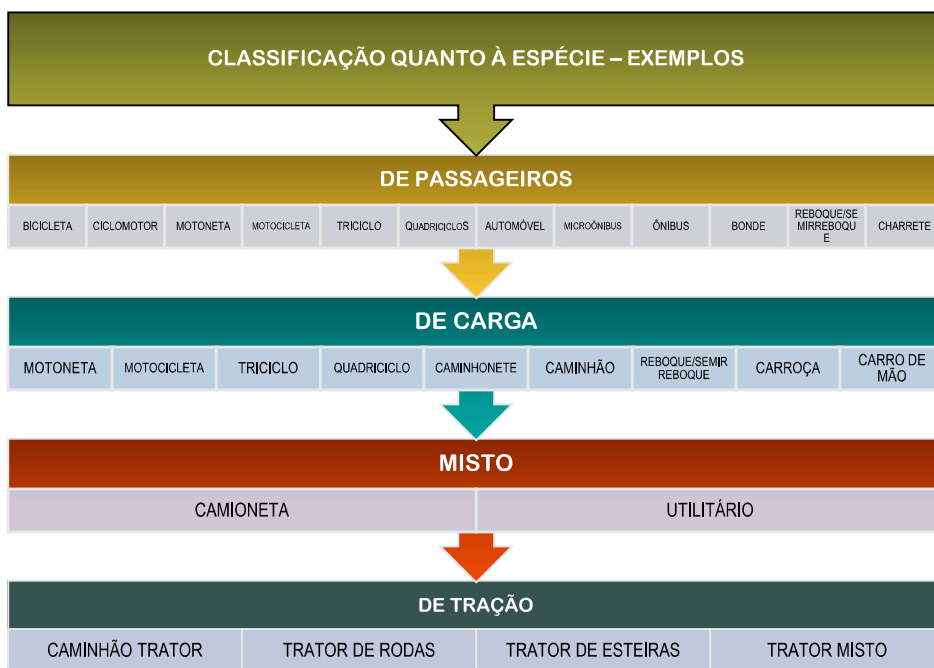 CLASSIFICAÇÃO QUANTO À ESPÉCIE – EXEMPLOS
DE PASSAGEIROS
BICICLETA
CICLOMOTOR
MOTONETA
MOTOCICLETA
TRICICLO
QUADRICICLOS
AUTOMÓVEL
MICROÔNIBUS
ÔNIBUS
BONDE
REBOQUE/SE
MIRREBOQU
E
CHARRETE
DE CARGA
MOTONETA
MOTOCICLETA
TRICICLO
QUADRICICLO
CAMINHONETE
CAMINHÃO
REBOQUE/SEMIR
REBOQUE
CARROÇA
CARRO DE
MÃO
MISTO
CAMIONETA
UTILITÁRIO
DE TRAÇÃO
CAMINHÃO TRATOR
TRATOR DE RODAS
TRATOR DE ESTEIRAS
TRATOR MISTO